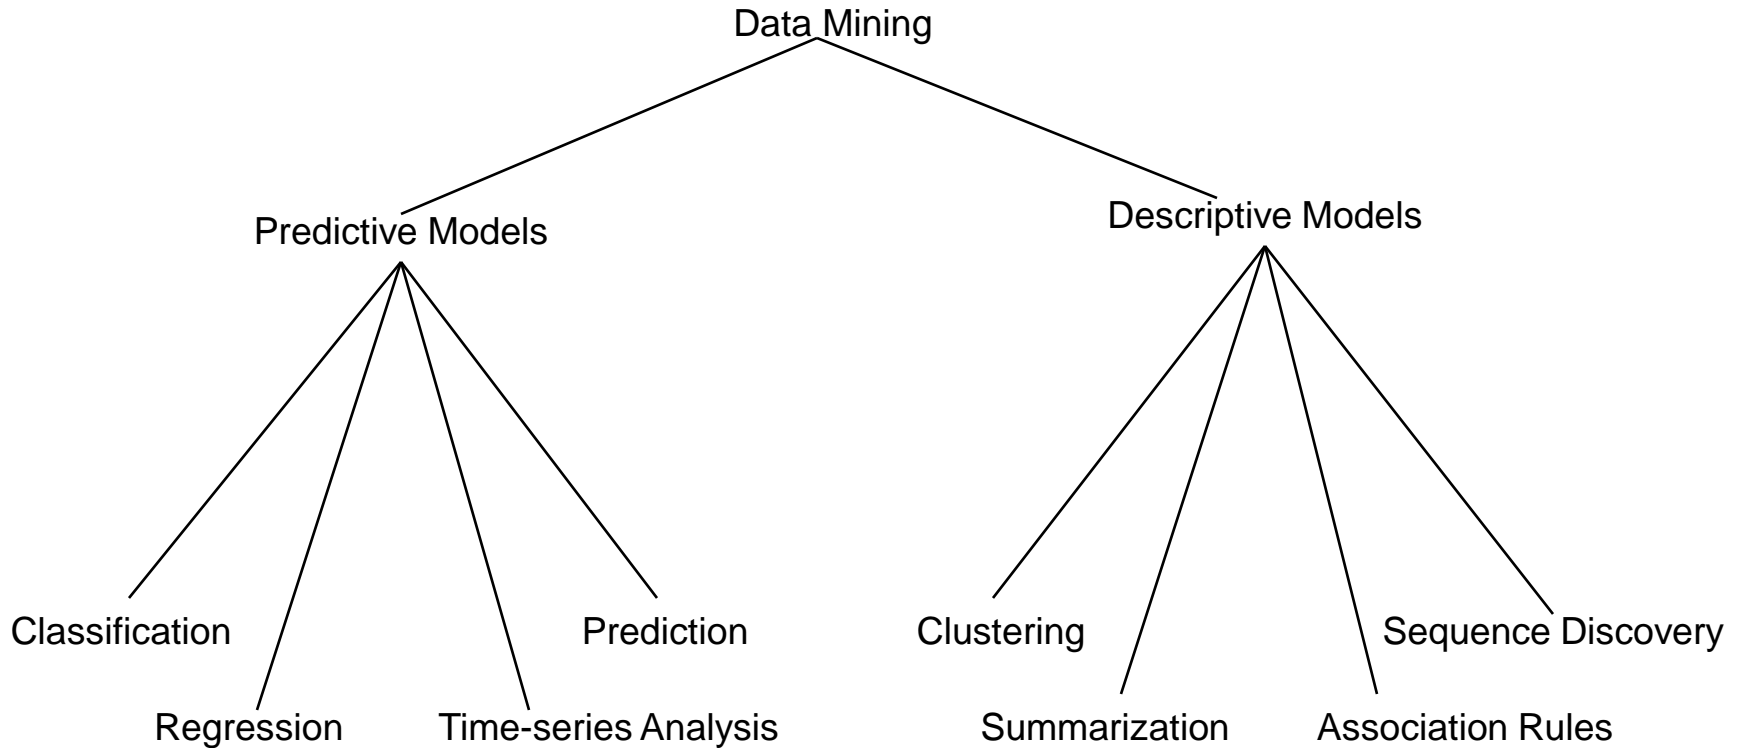 Data Mining
Predictive Models
Descriptive Models
Classification
Prediction
Clustering
Sequence Discovery
Regression
Time-series Analysis
Summarization
Association Rules